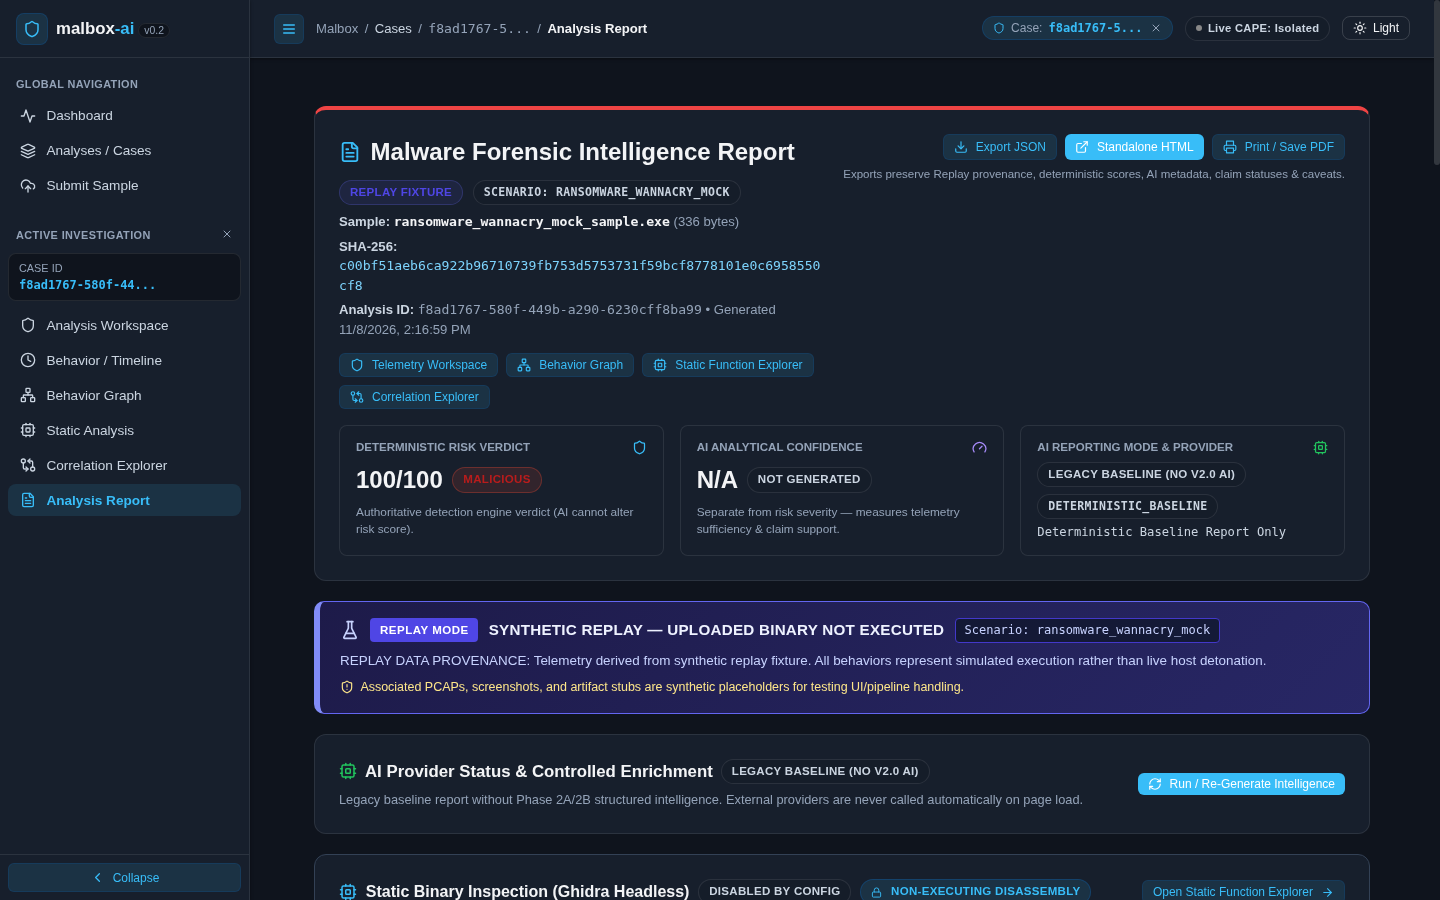 malbox-ai v0.2
GLOBAL NAVIGATION
Dashboard
Analyses / Cases
Submit Sample
ACTIVE INVESTIGATION
CASE ID
f8ad1767-580f-44...
Analysis Workspace
Behavior / Timeline
Behavior Graph
Static Analysis
Correlation Explorer
Analysis Report
Collapse
Malbox / Cases / f8ad1767-5... / Analysis Report
Case: f8ad1767-5...
Live CAPE: Isolated
Light
Malware Forensic Intelligence Report
Export JSON
Standalone HTML
Print / Save PDF
Exports preserve Replay provenance, deterministic scores, AI metadata, claim statuses & caveats.
REPLAY FIXTURE
SCENARIO: RANSOMWARE_WANNACRY_MOCK
Sample: ransomware_wannacry_mock_sample.exe (336 bytes)
SHA-256:
c00bf51aeb6ca922b96710739fb753d5753731f59bcf8778101e0c6958550
cf8
Analysis ID: f8ad1767-580f-449b-a290-6230cff8ba99 • Generated
11/8/2026, 2:16:59 PM
Telemetry Workspace
Behavior Graph
Static Function Explorer
Correlation Explorer
DETERMINISTIC RISK VERDICT
100/100 MALICIOUS
Authoritative detection engine verdict (AI cannot alter
risk score).
AI ANALYTICAL CONFIDENCE
N/A NOT GENERATED
Separate from risk severity — measures telemetry
sufficiency & claim support.
AI REPORTING MODE & PROVIDER
LEGACY BASELINE (NO V2.0 AI)
DETERMINISTIC_BASELINE
Deterministic Baseline Report Only
REPLAY MODE
SYNTHETIC REPLAY — UPLOADED BINARY NOT EXECUTED
Scenario: ransomware_wannacry_mock
REPLAY DATA PROVENANCE: Telemetry derived from synthetic replay fixture. All behaviors represent simulated execution rather than live host detonation.
Associated PCAPs, screenshots, and artifact stubs are synthetic placeholders for testing UI/pipeline handling.
AI Provider Status & Controlled Enrichment
LEGACY BASELINE (NO V2.0 AI)
Legacy baseline report without Phase 2A/2B structured intelligence. External providers are never called automatically on page load.
Run / Re-Generate Intelligence
Static Binary Inspection (Ghidra Headless)
DISABLED BY CONFIG
NON-EXECUTING DISASSEMBLY
Open Static Function Explorer